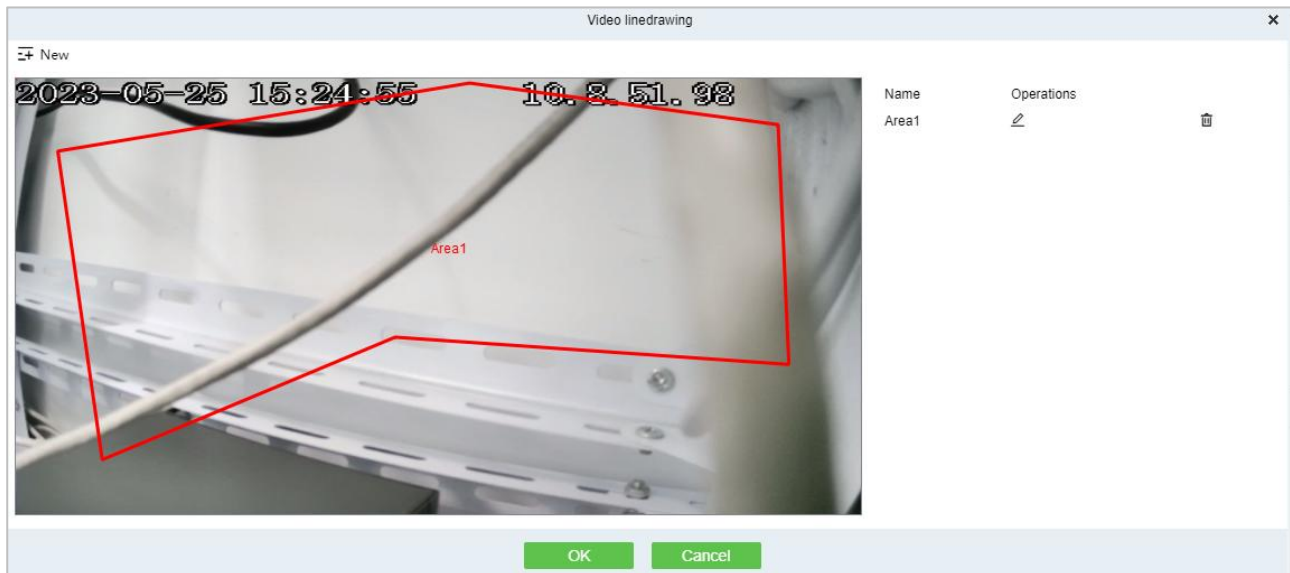 Video linedrawing
New
2023-05-25 15:24:55 10.8.51.98
Name Operations
Area1
Area1
OK Cancel